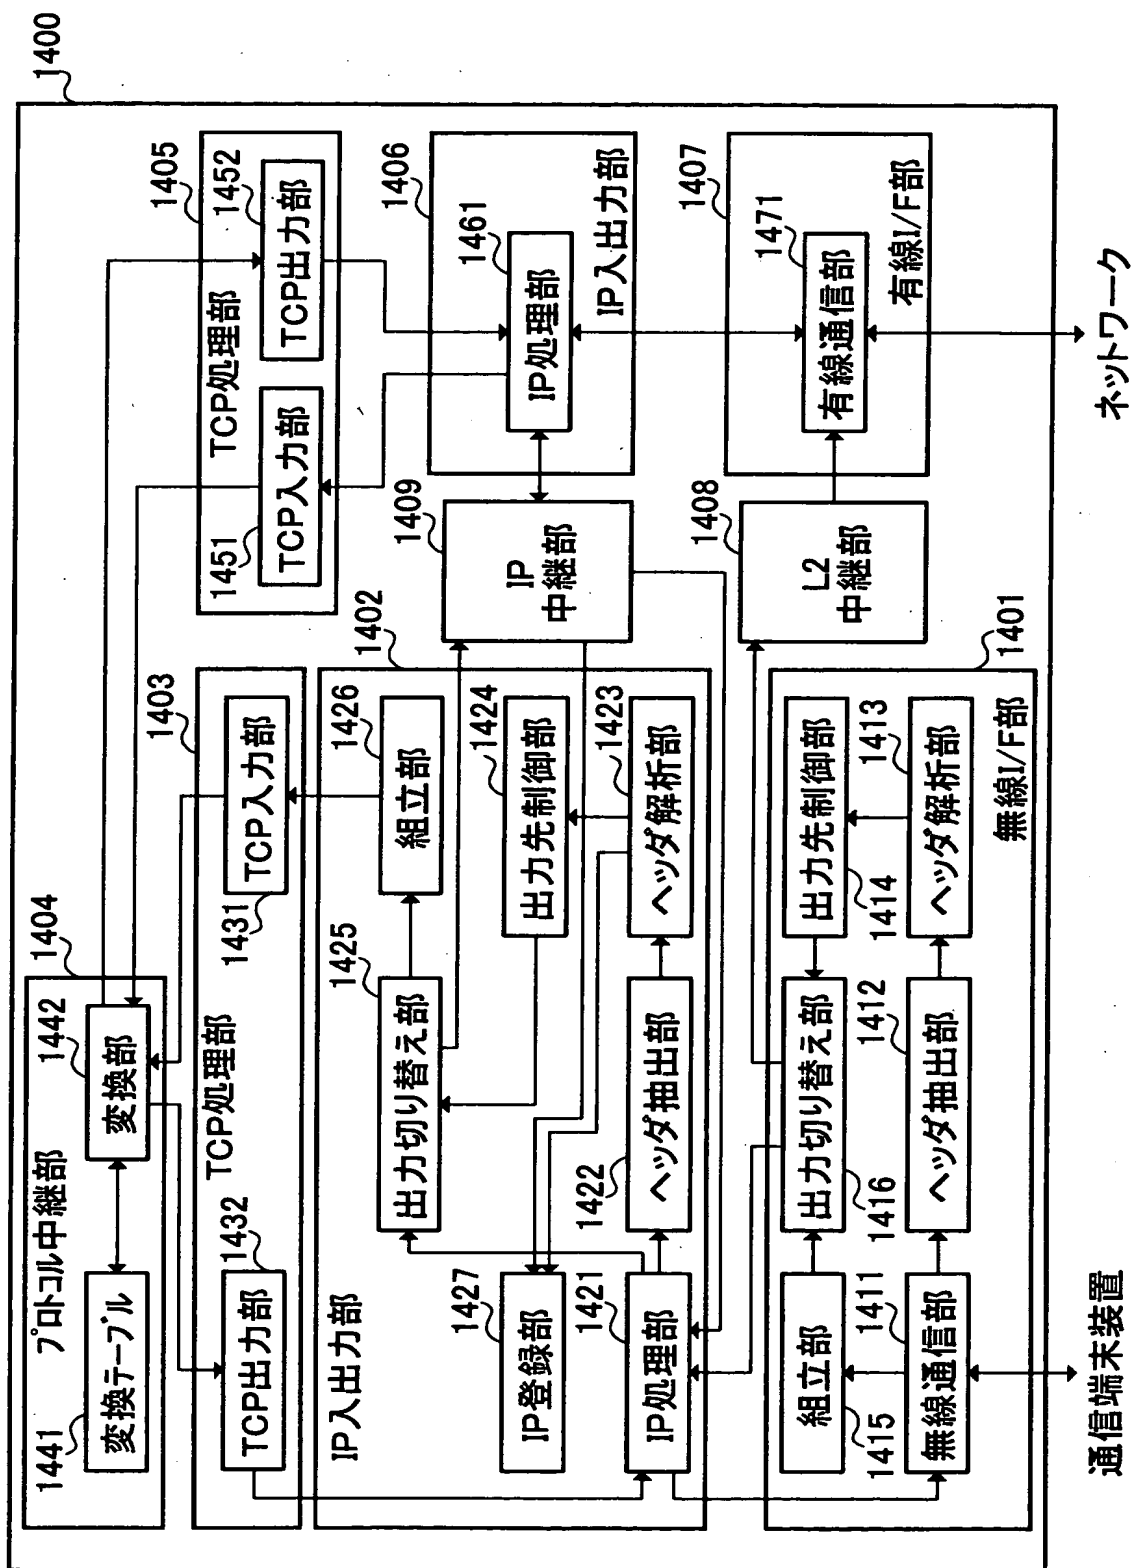 1400
1404
プロトコル中継部
1441
変換テーブル
1442
変換部
1405
TCP処理部
1451
TCP入力部
1452
TCP出力部
1403
TCP処理部
1432
TCP出力部
1431
TCP入力部
1402
IP入出力部
1425
出力切り替え部
1426
組立部
1427
IP登録部
1424
出力先制御部
1421
IP処理部
1422
ヘッダ抽出部
1423
ヘッダ解析部
1409
IP
中継部
1406
1461
IP処理部
IP入出力部
1408
L2
中継部
1407
1471
有線通信部
有線I/F部
1401
1415
組立部
1416
出力切り替え部
1414
出力先制御部
1411
無線通信部
1412
ヘッダ抽出部
1413
ヘッダ解析部
無線I/F部
通信端末装置
ネットワーク